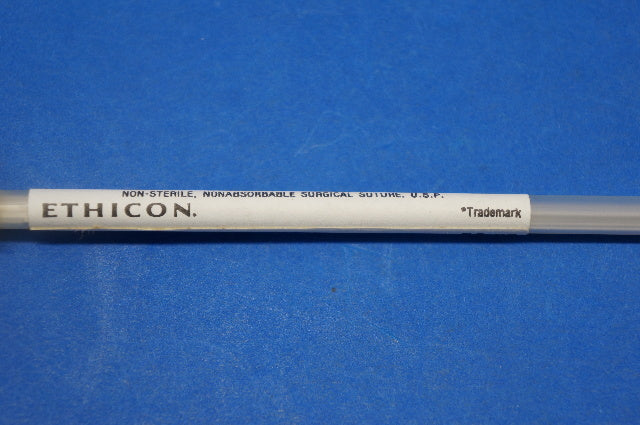 NON-STERILE, NONABSORBABLE SURGICAL SUTURE, U.S.P.
ETHICON.
*Trademark